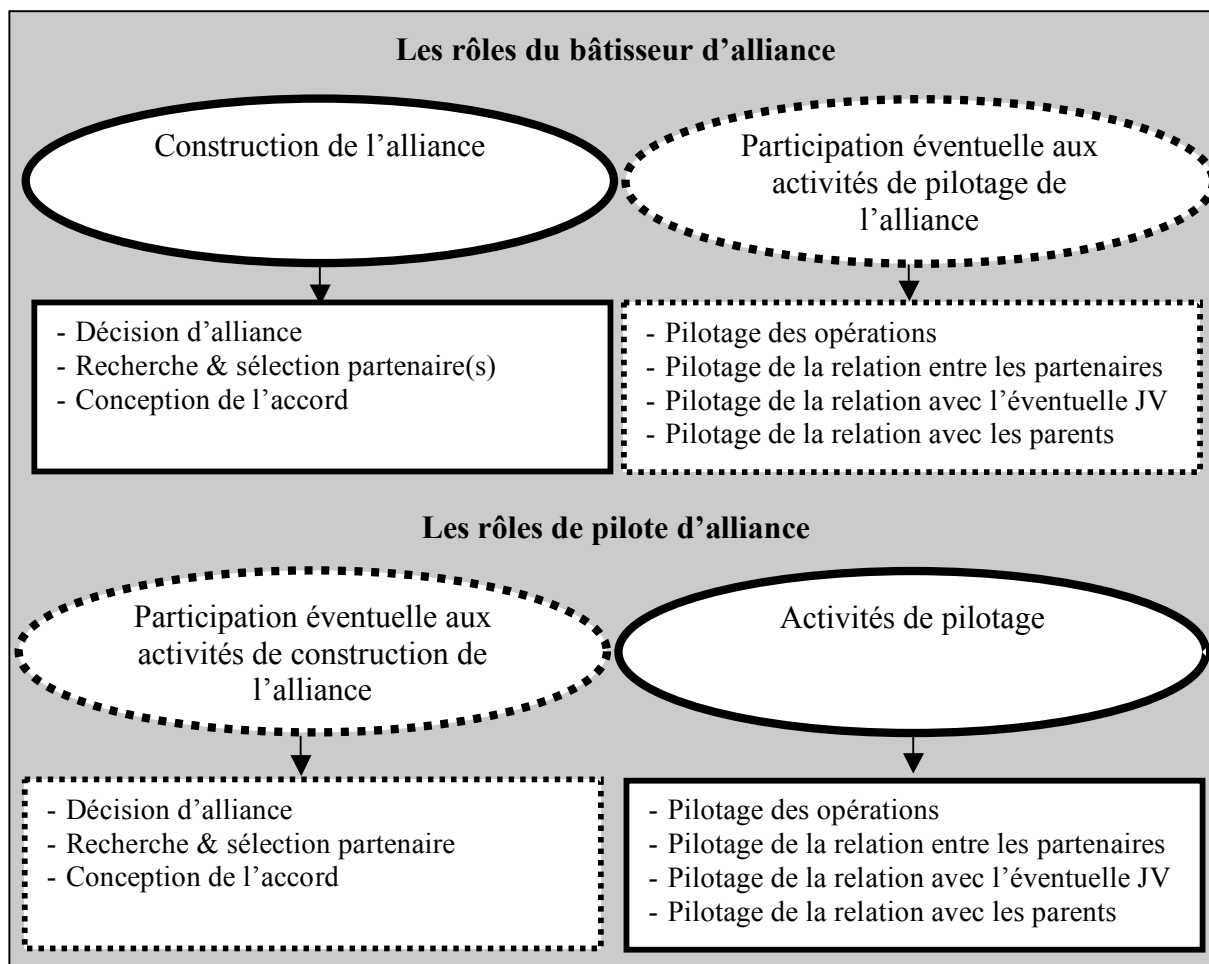 Les rôles du bâtisseur d’alliance
Construction de l’alliance
Participation éventuelle aux
activités de pilotage de
l’alliance
- Décision d’alliance
- Recherche & sélection partenaire(s)
- Conception de l’accord
- Pilotage des opérations
- Pilotage de la relation entre les partenaires
- Pilotage de la relation avec l’éventuelle JV
- Pilotage de la relation avec les parents
Les rôles de pilote d’alliance
Participation éventuelle aux
activités de construction de
l’alliance
Activités de pilotage
- Décision d’alliance
- Recherche & sélection partenaire
- Conception de l’accord
- Pilotage des opérations
- Pilotage de la relation entre les partenaires
- Pilotage de la relation avec l’éventuelle JV
- Pilotage de la relation avec les parents